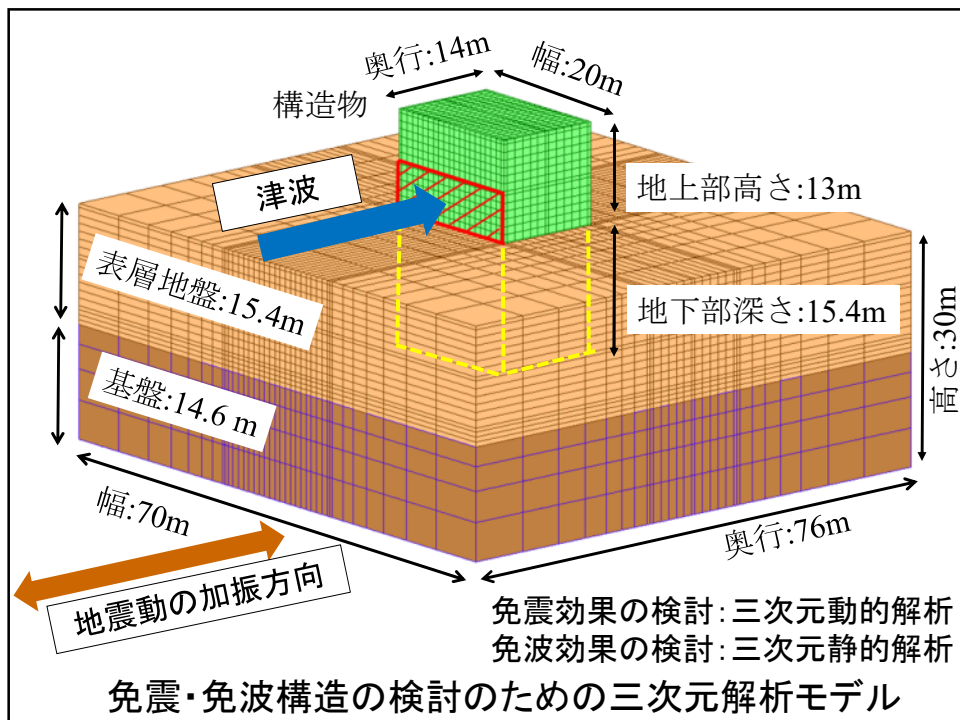 奥行:14m
幅:20m
構造物
津波
地上部高さ:13m
表層地盤:15.4m
地下部深さ:15.4m
高さ:30m
基盤:14.6 m
幅:70m
奥行:76m
地震動の加振方向
免震効果の検討:三次元動的解析
免波効果の検討:三次元静的解析
免震・免波構造の検討のための三次元解析モデル